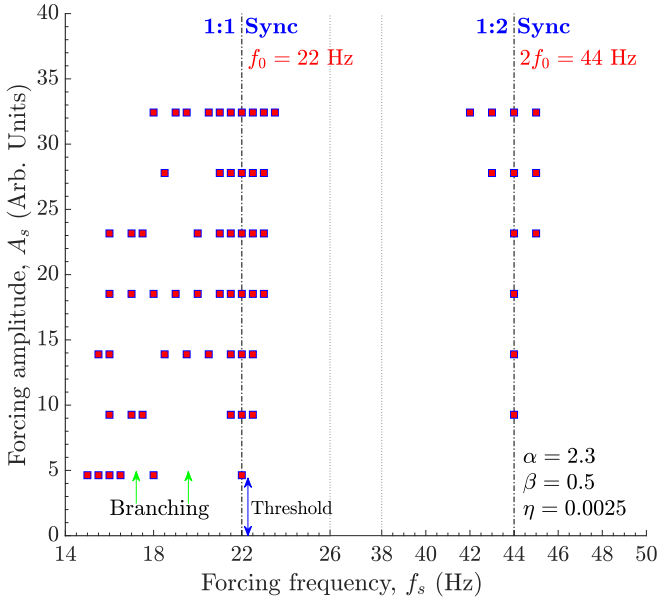 1:1 Sync 1:2 Sync
f₀ = 22 Hz 2f₀ = 44 Hz
40
35
30
25
20
15
10
5
0
Forcing amplitude, Aₛ (Arb. Units)
α = 2.3
β = 0.5
η = 0.0025
Branching Threshold
14 18 22 26 38 40 42 44 46 48 50
Forcing frequency, fₛ (Hz)